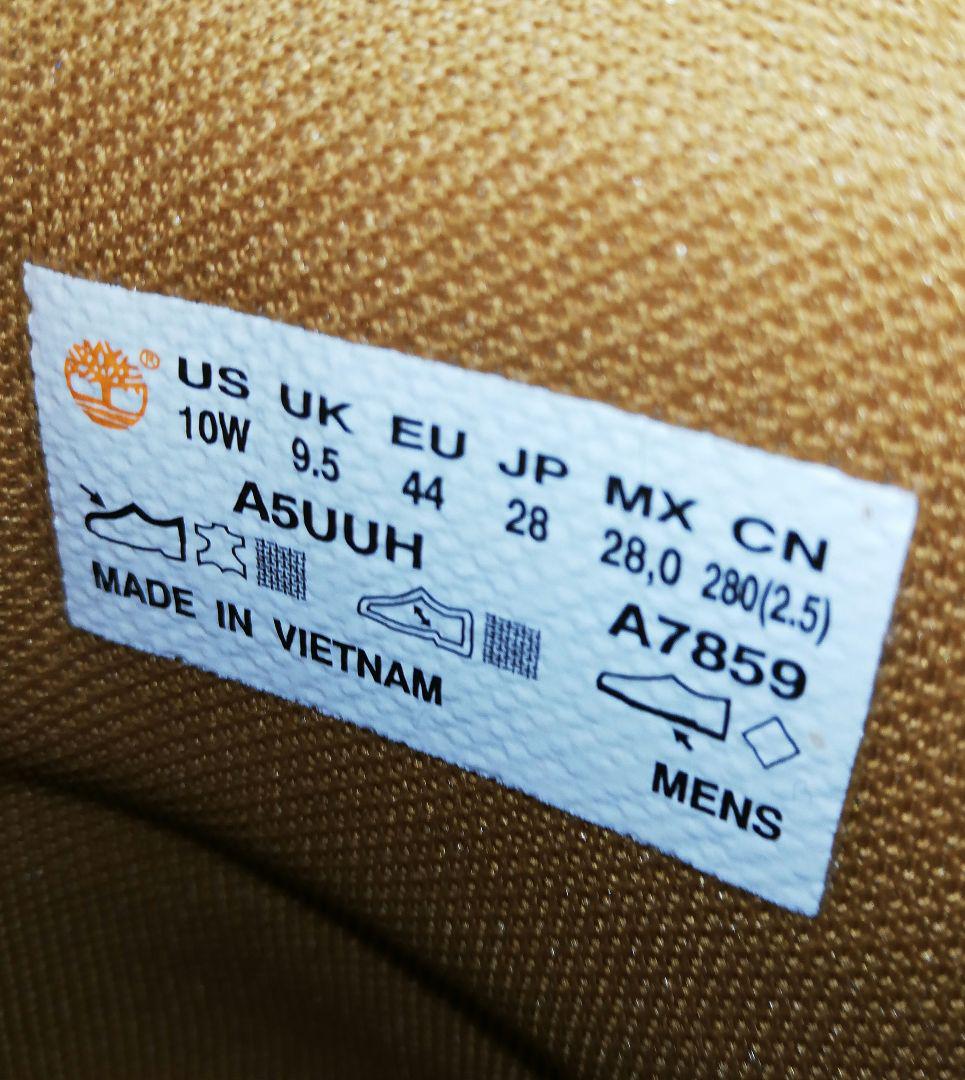 ® US UK EU JP MX CN
10W 9.5 44 28 28,0 280(2.5)
A5UUH A7859
MADE IN VIETNAM MENS